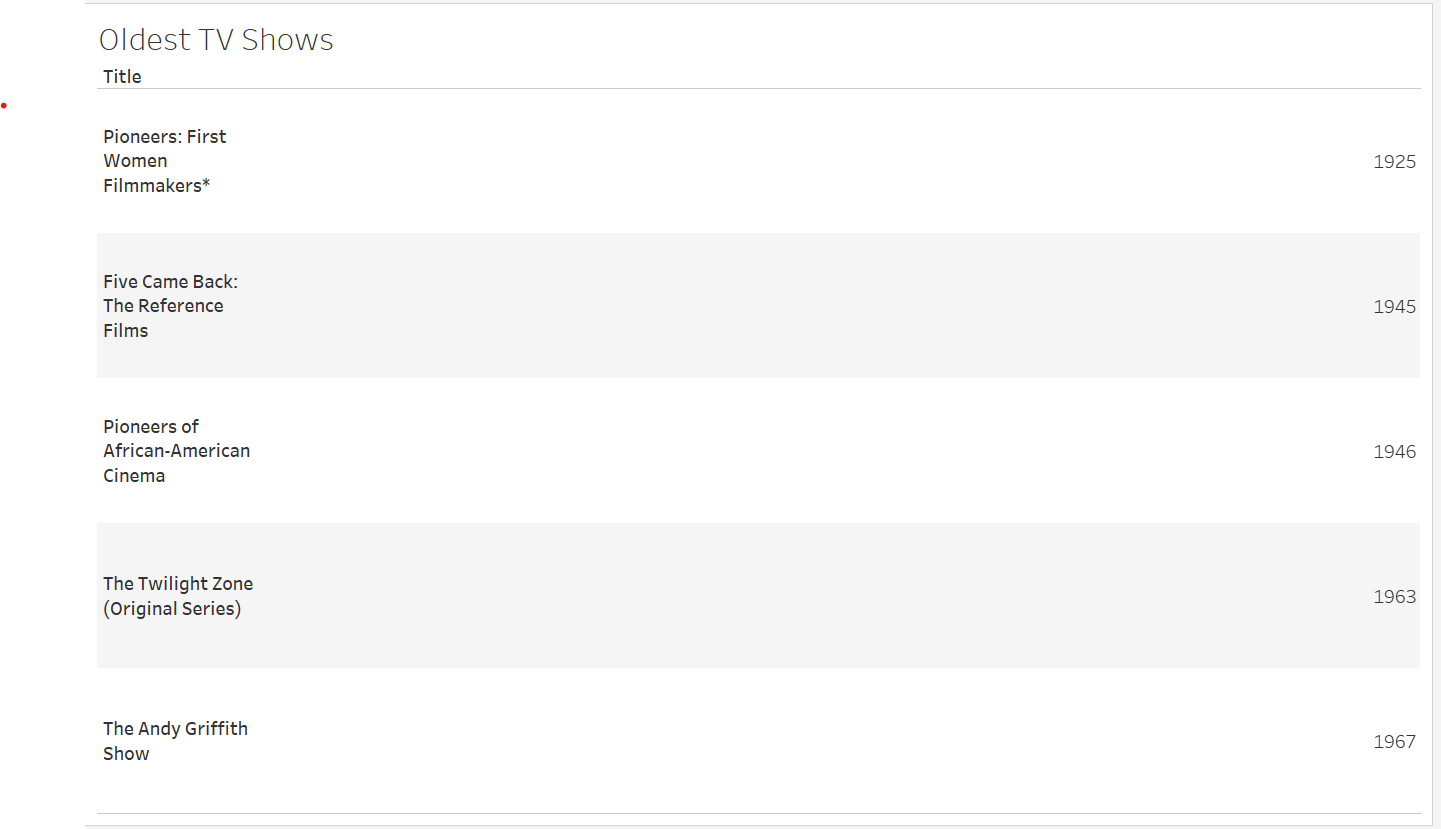 Oldest TV Shows
Title
Pioneers: First
Women
Filmmakers*
1925
Five Came Back:
The Reference
Films
1945
Pioneers of
African-American
Cinema
1946
The Twilight Zone
(Original Series)
1963
The Andy Griffith
Show
1967